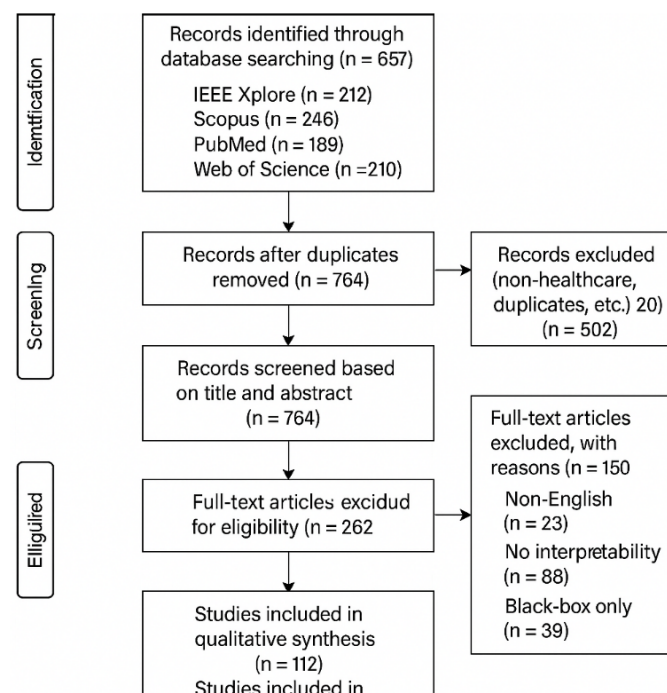 Identification
Records identified through
database searching (n = 657)
IEEE Xplore (n = 212)
Scopus (n = 246)
PubMed (n = 189)
Web of Science (n =210)
Screening
Records after duplicates
removed (n = 764)
Records excluded
(non-healthcare,
duplicates, etc.) 20)
(n = 502)
Records screened based
on title and abstract
(n = 764)
Elligüired
Full-text articles excidud
for eligibility (n = 262
Full-text articles
excluded, with
reasons (n = 150
Non-English
(n = 23)
No interpretability
(n = 88)
Black-box only
(n = 39)
Studies included in
qualitative synthesis
(n = 112)
Studies included in